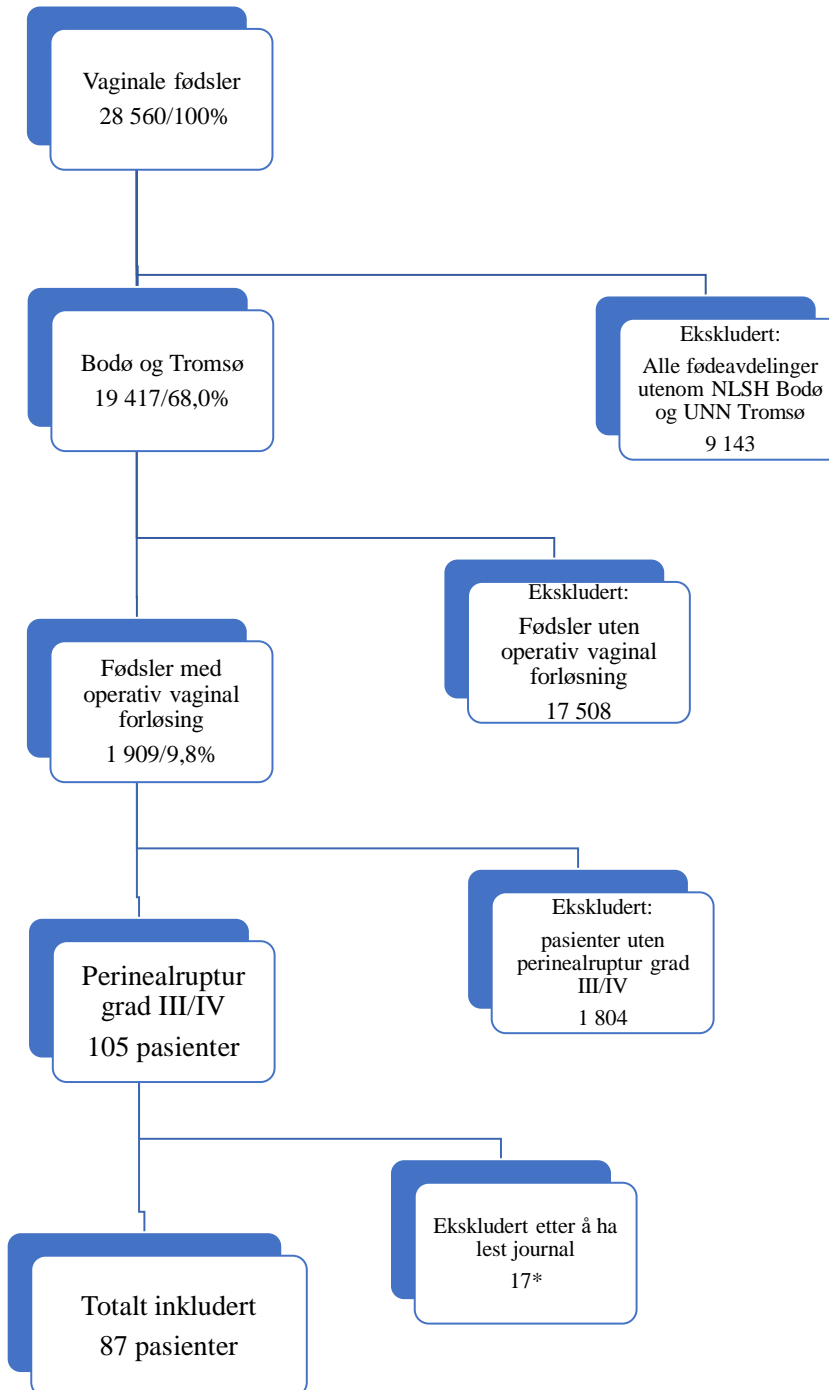 Vaginale fødsler
28 560/100%
Bodø og Tromsø
19 417/68,0%
Ekskludert:
Alle fødeavdelinger
utenom NLSH Bodø
og UNN Tromsø
9 143
Ekskludert:
Fødsler uten
operativ vaginal
forløsning
17 508
Fødsler med
operativ vaginal
forløsing
1 909/9,8%
Ekskludert:
pasienter uten
perinealruptur grad
III/IV
1 804
Perinealruptur
grad III/IV
105 pasienter
Ekskludert etter å ha
lest journal
17*
Totalt inkludert
87 pasienter